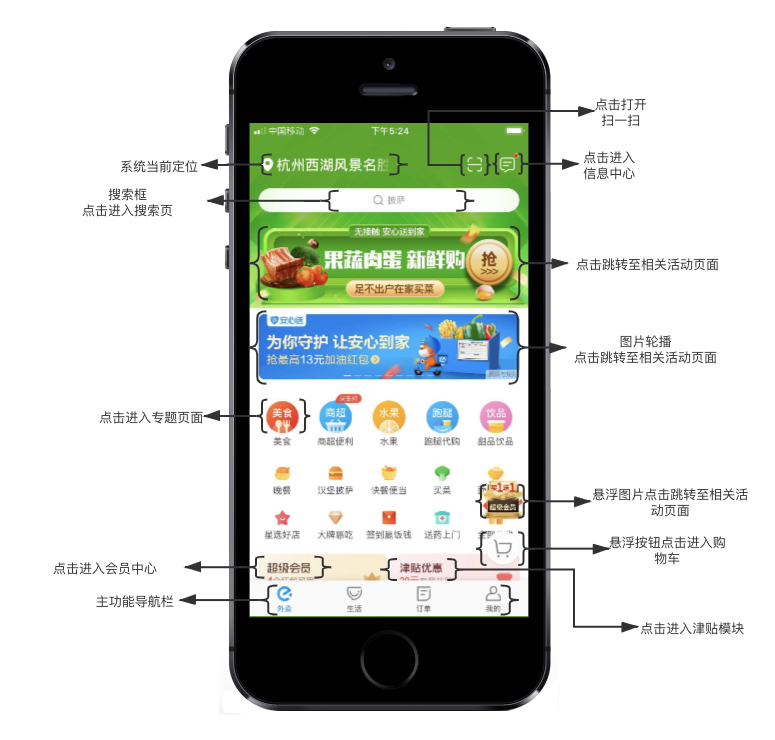 点击打开
扫一扫
中国移动
下午5:24
系统当前定位
杭州西湖风景名胜
点击进入
信息中心
搜索框
点击进入搜索页
披萨
无接触 安心送到家
果蔬肉蛋 新鲜购
抢
足不出户在家买菜
点击跳转至相关活动页面
安心送
为你守护 让安心到家
抢最高13元加油红包
图片轮播
点击跳转至相关活动页面
点击进入专题页面
美食 商超 水果 跑腿 饮品
美食 商超便利 水果 跑腿代购 甜品饮品
晚餐 汉堡披萨 快餐便当 买菜
超级会员
悬浮图片点击跳转至相关活
动页面
星选好店 大牌惠吃 签到赢饭钱 送药上门
悬浮按钮点击进入购
物车
点击进入会员中心
超级会员
津贴优惠
主功能导航栏
外卖 生活 订单 我的
点击进入津贴模块